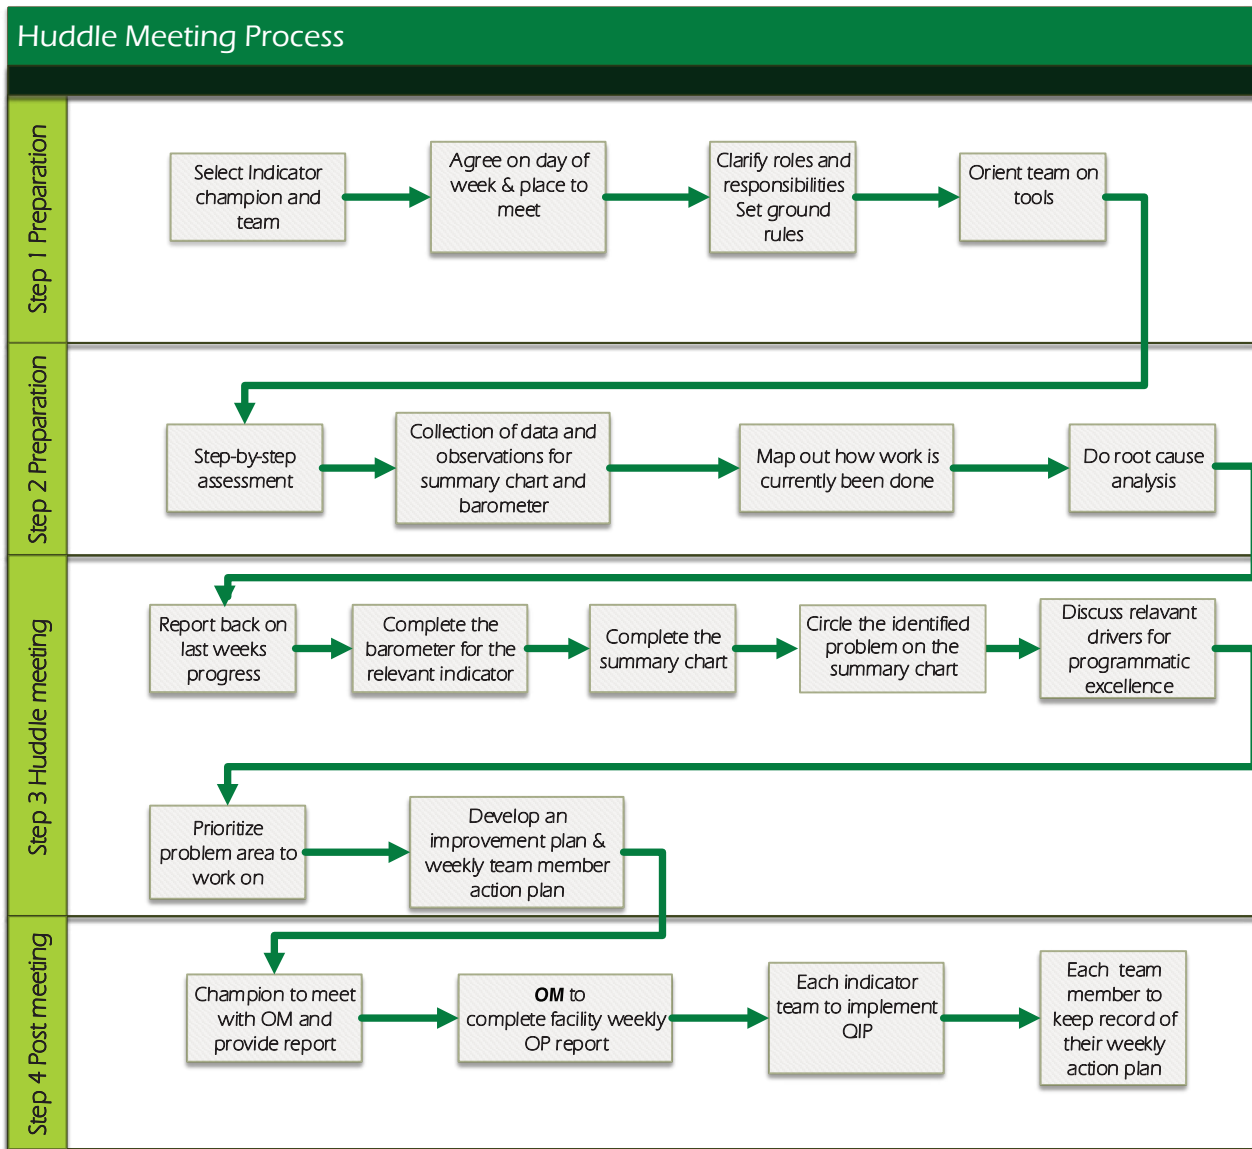 Huddle Meeting Process
Step 1 Preparation
Select Indicator
champion and
team
Agree on day of
week & place to
meet
Clarify roles and
responsibilities
Set ground
rules
Orient team on
tools
Step 2 Preparation
Step-by-step
assessment
Collection of data and
observations for
summary chart and
barometer
Map out how work is
currently been done
Do root cause
analysis
Step 3 Huddle meeting
Report back on
last weeks
progress
Complete the
barometer for the
relevant indicator
Complete the
summary chart
Circle the identified
problem on the
summary chart
Discuss relavant
drivers for
programmatic
excellence
Prioritize
problem area to
work on
Develop an
improvement plan &
weekly team member
action plan
Step 4 Post meeting
Champion to meet
with OM and
provide report
OM to
complete facility weekly
OP report
Each indicator
team to implement
QIP
Each team
member to
keep record of
their weekly
action plan